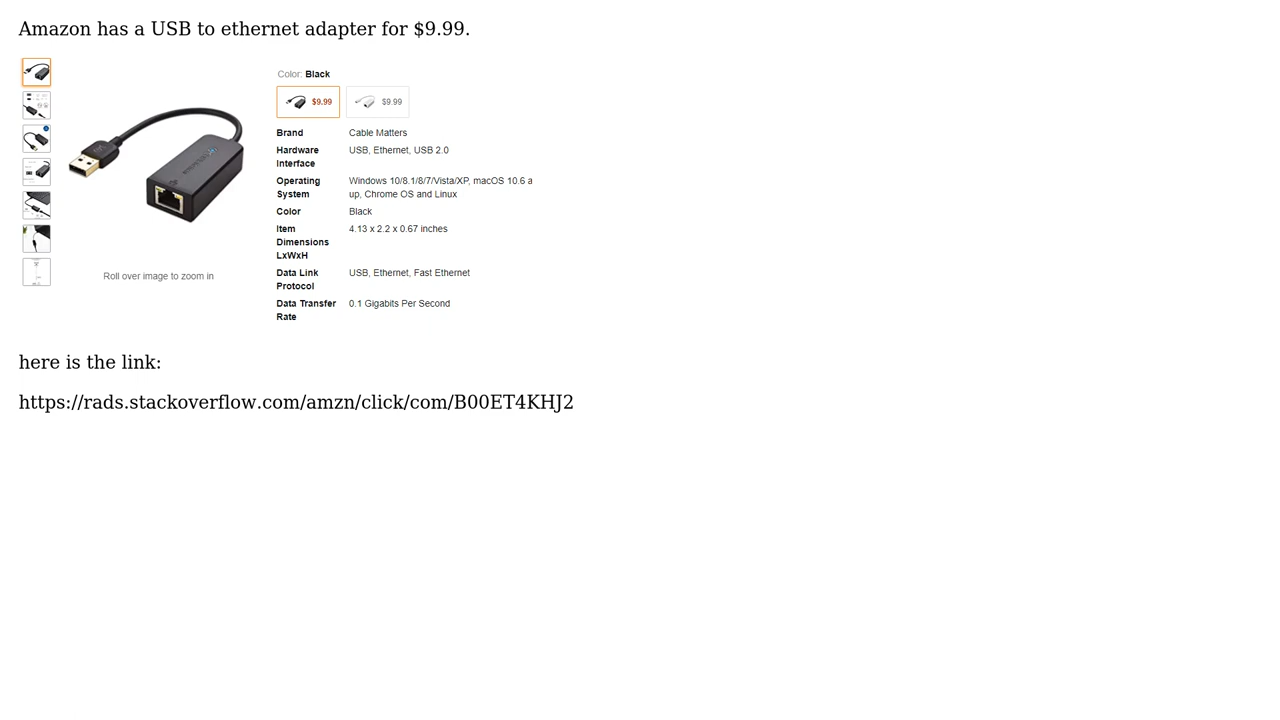 Amazon has a USB to ethernet adapter for $9.99.
Color: Black
$9.99 $9.99
Brand Cable Matters
Hardware Interface USB, Ethernet, USB 2.0
Operating System Windows 10/8.1/8/7/Vista/XP, macOS 10.6 a
up, Chrome OS and Linux
Color Black
Item Dimensions LxWxH 4.13 x 2.2 x 0.67 inches
Data Link Protocol USB, Ethernet, Fast Ethernet
Data Transfer Rate 0.1 Gigabits Per Second
Roll over image to zoom in
here is the link:
https://rads.stackoverflow.com/amzn/click/com/B00ET4KHJ2